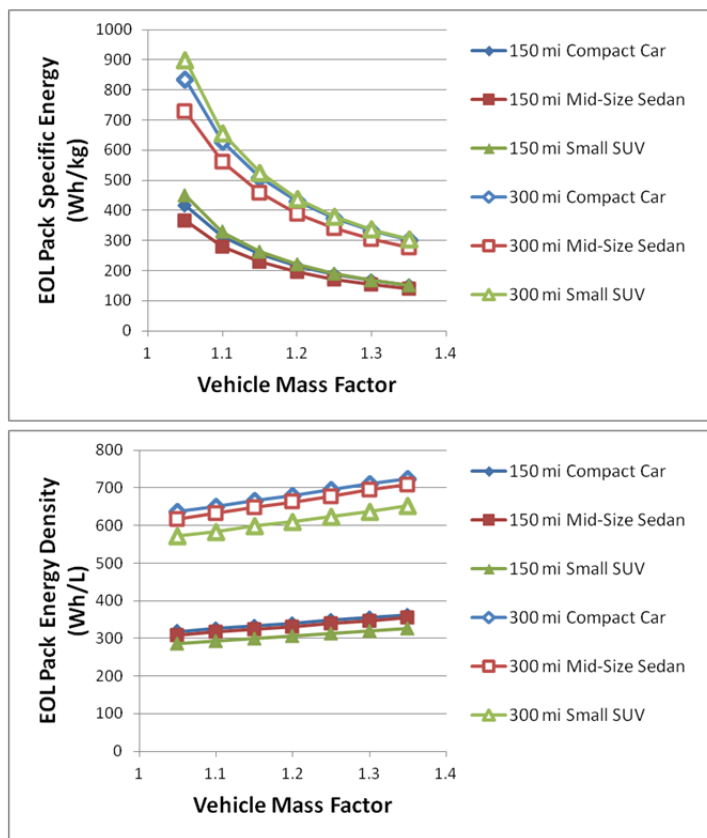 EOL Pack Specific Energy
(Wh/kg)
1000
900
800
700
600
500
400
300
200
100
0
1
1.1
1.2
1.3
1.4
Vehicle Mass Factor
150 mi Compact Car
150 mi Mid-Size Sedan
150 mi Small SUV
300 mi Compact Car
300 mi Mid-Size Sedan
300 mi Small SUV
EOL Pack Energy Density
(Wh/L)
800
700
600
500
400
300
200
100
0
1
1.1
1.2
1.3
1.4
Vehicle Mass Factor
150 mi Compact Car
150 mi Mid-Size Sedan
150 mi Small SUV
300 mi Compact Car
300 mi Mid-Size Sedan
300 mi Small SUV